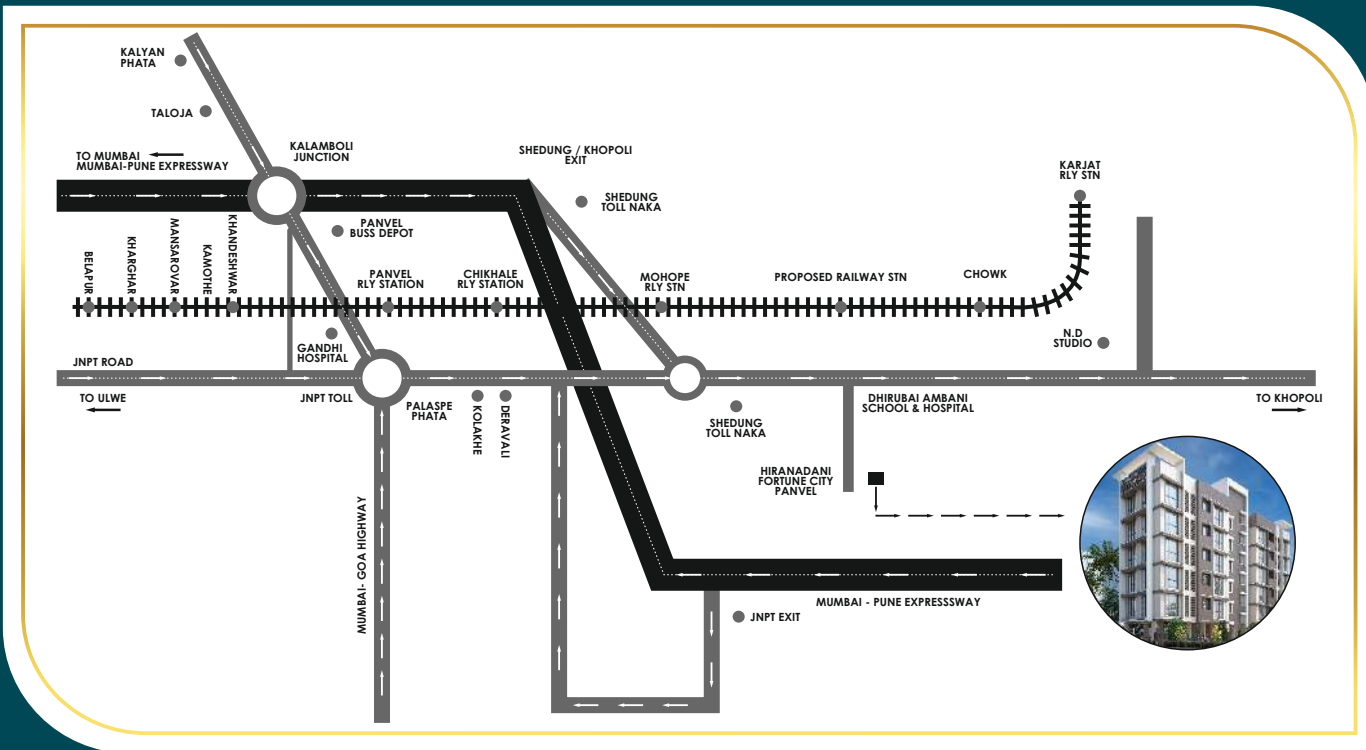 KALYAN
PHATA
TALOJA
KALAMBOLI
JUNCTION
TO MUMBAI
MUMBAI-PUNE EXPRESSWAY
SHEDUNG / KHOPOLI
EXIT
SHEDUNG
TOLL NAKA
KARJAT
RLY STN
PANVEL
BUSS DEPOT
BELAPUR
KHARGHAR
MANSAROVAR
KAMOTHE
KHANDESHWAR
PANVEL
RLY STATION
CHIKHALE
RLY STATION
MOHOPE
RLY STN
PROPOSED RAILWAY STN
CHOWK
GANDHI
HOSPITAL
N.D
STUDIO
JNPT ROAD
TO ULWE
JNPT TOLL
PALASPE
PHATA
KOLAKHE
DERAVALI
SHEDUNG
TOLL NAKA
DHIRUBAI AMBANI
SCHOOL & HOSPITAL
TO KHOPOLI
HIRANADANI
FORTUNE CITY
PANVEL
MUMBAI- GOA HIGHWAY
MUMBAI - PUNE EXPRESSSWAY
JNPT EXIT